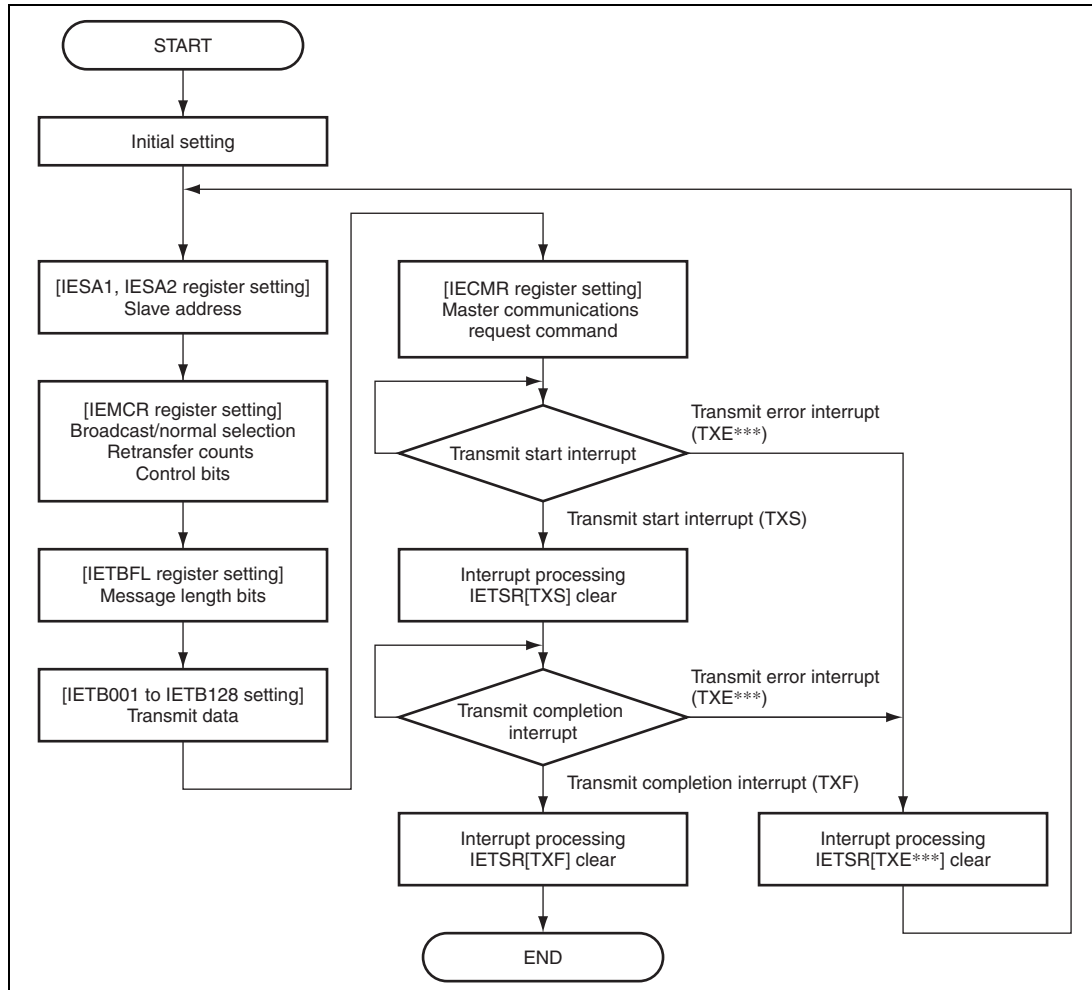 START
Initial setting
[IESA1, IESA2 register setting]
Slave address
[IEMCR register setting]
Broadcast/normal selection
Retransfer counts
Control bits
[IETBFL register setting]
Message length bits
[IETB001 to IETB128 setting]
Transmit data
[IECMR register setting]
Master communications
request command
Transmit start interrupt
Transmit error interrupt
(TXE***)
Transmit start interrupt (TXS)
Interrupt processing
IETSR[TXS] clear
Transmit completion
interrupt
Transmit error interrupt
(TXE***)
Transmit completion interrupt (TXF)
Interrupt processing
IETSR[TXF] clear
Interrupt processing
IETSR[TXE***] clear
END